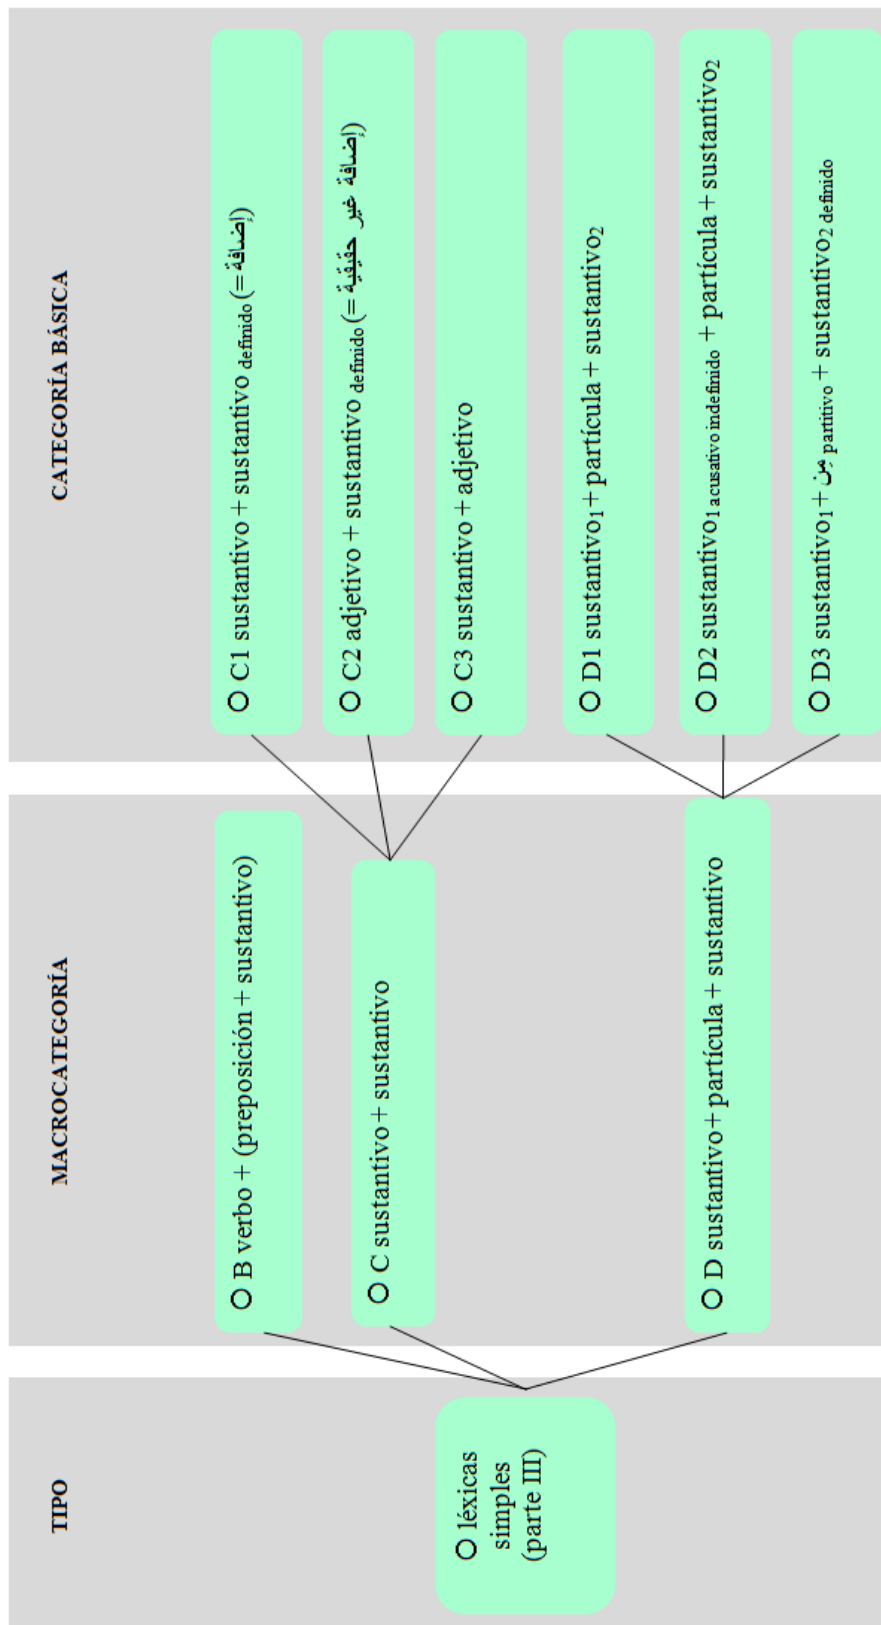 TIPO
MACROCATEGORÍA
CATEGORÍA BÁSICA
○ léxicas
simples
(parte III)
○ B verbo + (preposición + sustantivo)
○ C sustantivo + sustantivo
○ D sustantivo+ partícula + sustantivo
○ C1 sustantivo + sustantivo definido (= إضافة)
○ C2 adjetivo + sustantivo definido (= إضافة غير حقيقية)
○ C3 sustantivo + adjetivo
○ D1 sustantivo1 + partícula + sustantivo2
○ D2 sustantivo1 acusativo indefinido + partícula + sustantivo2
○ D3 sustantivo1 + مِن partitivo + sustantivo2 definido